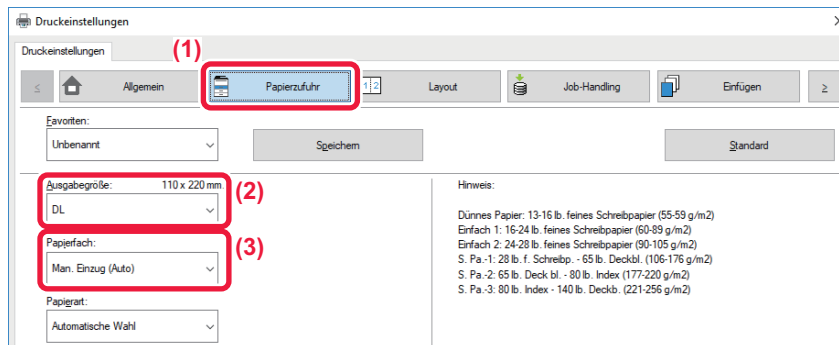 Druckeinstellungen
Druckeinstellungen
(1)
< Allgemein Papierzufuhr 1 2 Layout Job-Handling Einfügen >
Favoriten:
Unbenannt Speichern Standard
Ausgabegröße: 110 x 220 mm.
(2)
DL
Papierfach:
(3)
Man. Einzug (Auto)
Papierart:
Automatische Wahl
Hinweis:
Dünnes Papier: 13-16 lb. feines Schreibpapier (55-59 g/m2)
Einfach 1: 16-24 lb. feines Schreibpapier (60-89 g/m2)
Einfach 2: 24-28 lb. feines Schreibpapier (90-105 g/m2)
S. Pa.-1: 28 lb. f. Schreibp. - 65 lb. Deckbl. (106-176 g/m2)
S. Pa.-2: 65 lb. Deck bl. - 80 lb. Index (177-220 g/m2)
S. Pa.-3: 80 lb. Index - 140 lb. Deckb. (221-256 g/m2)